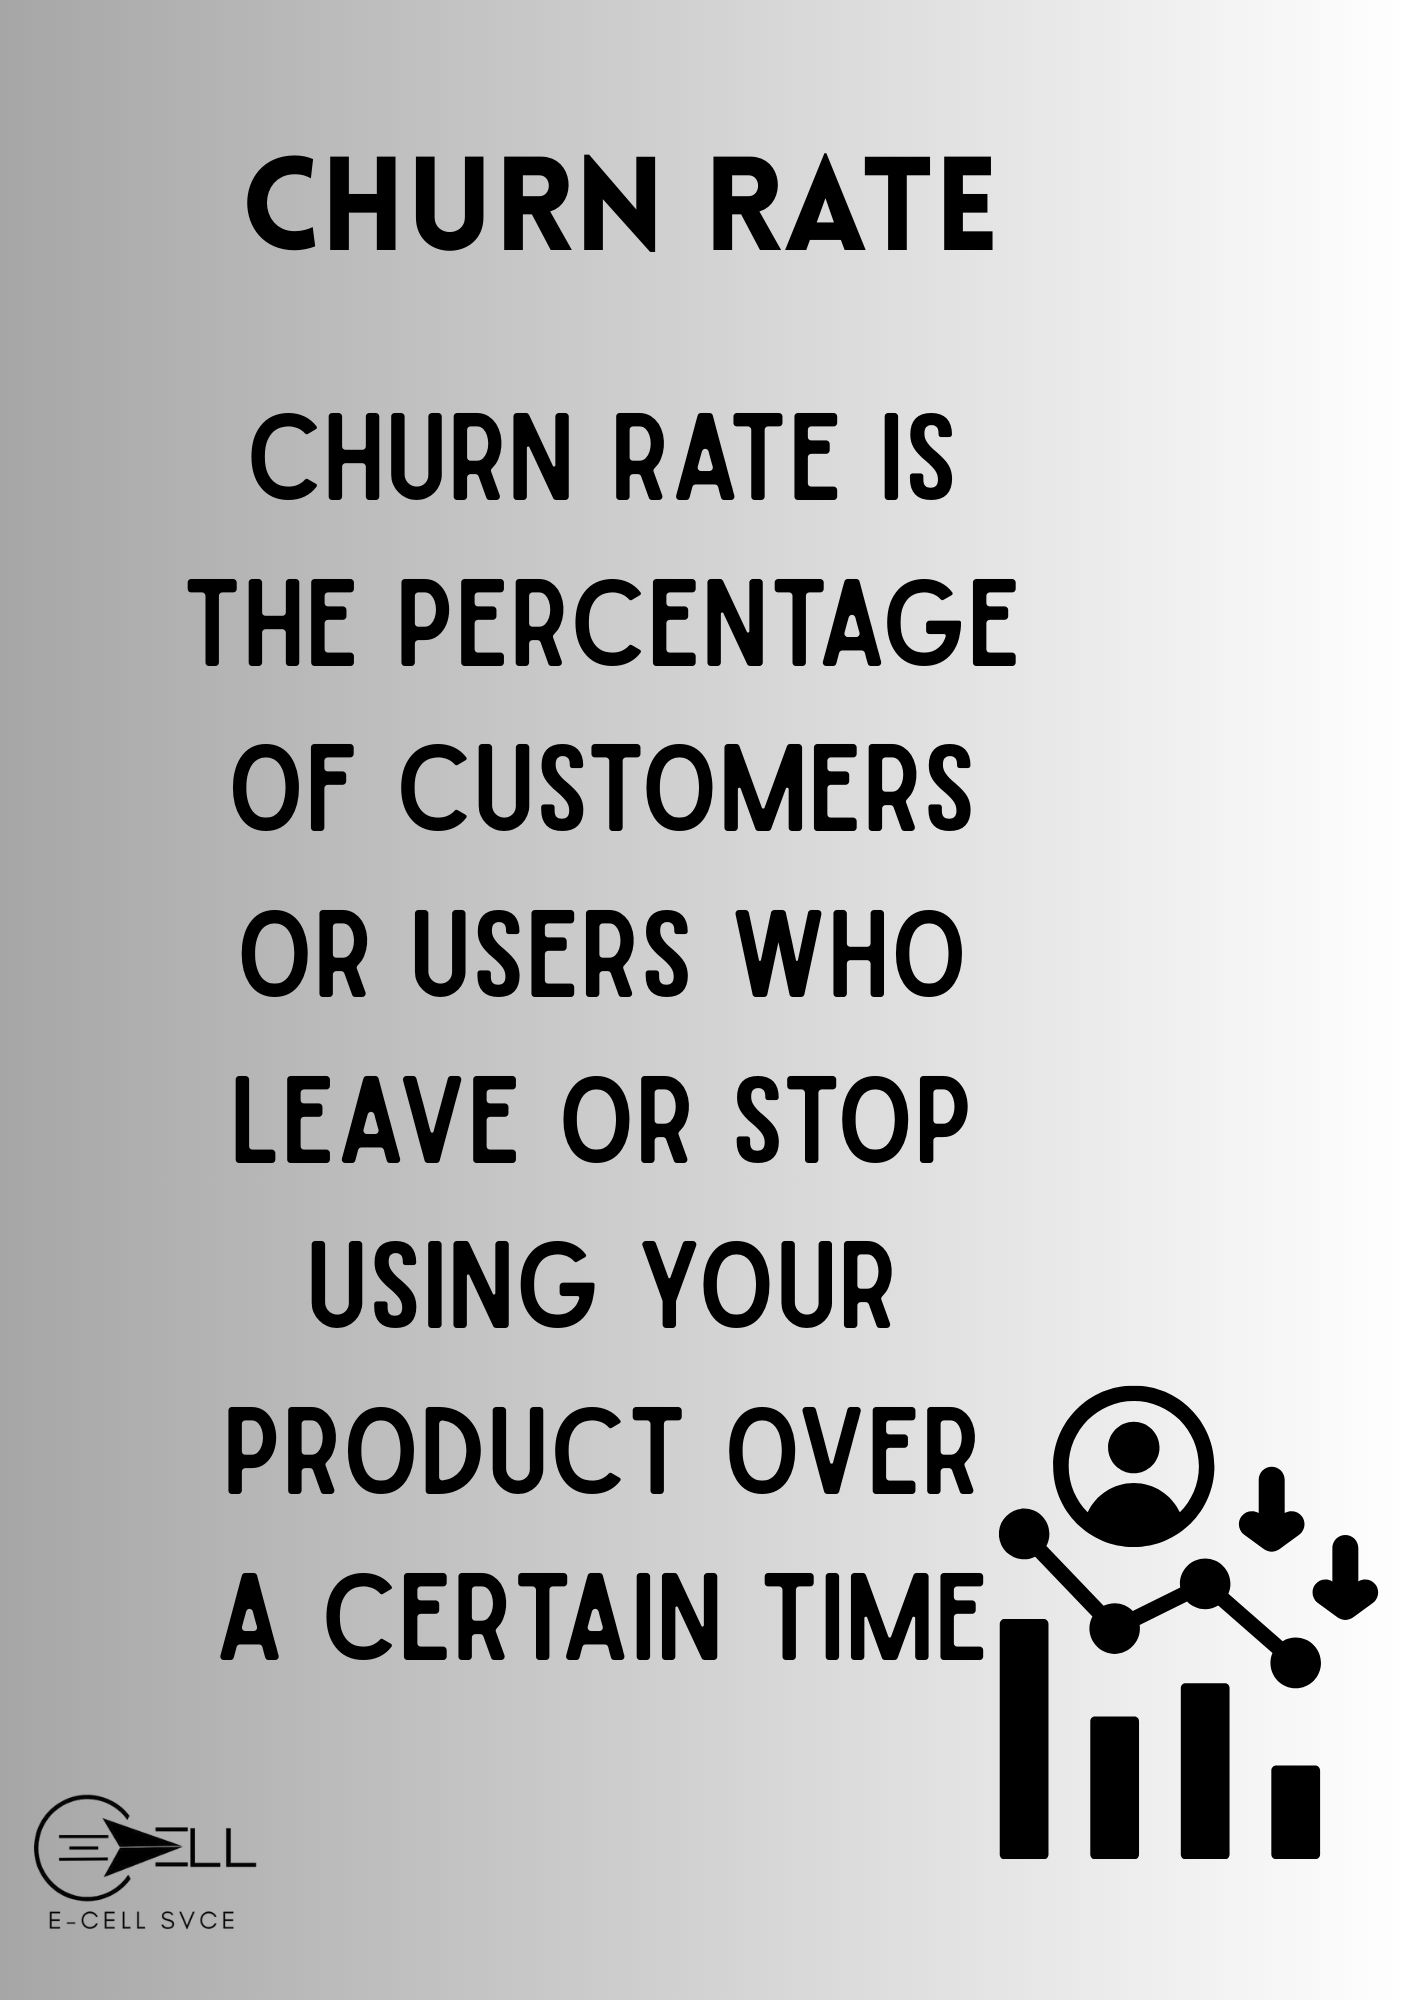 CHURN RATE
CHURN RATE IS
THE PERCENTAGE
OF CUSTOMERS
OR USERS WHO
LEAVE OR STOP
USING YOUR
PRODUCT OVER
A CERTAIN TIME
E-CELL
E-CELL SVCE